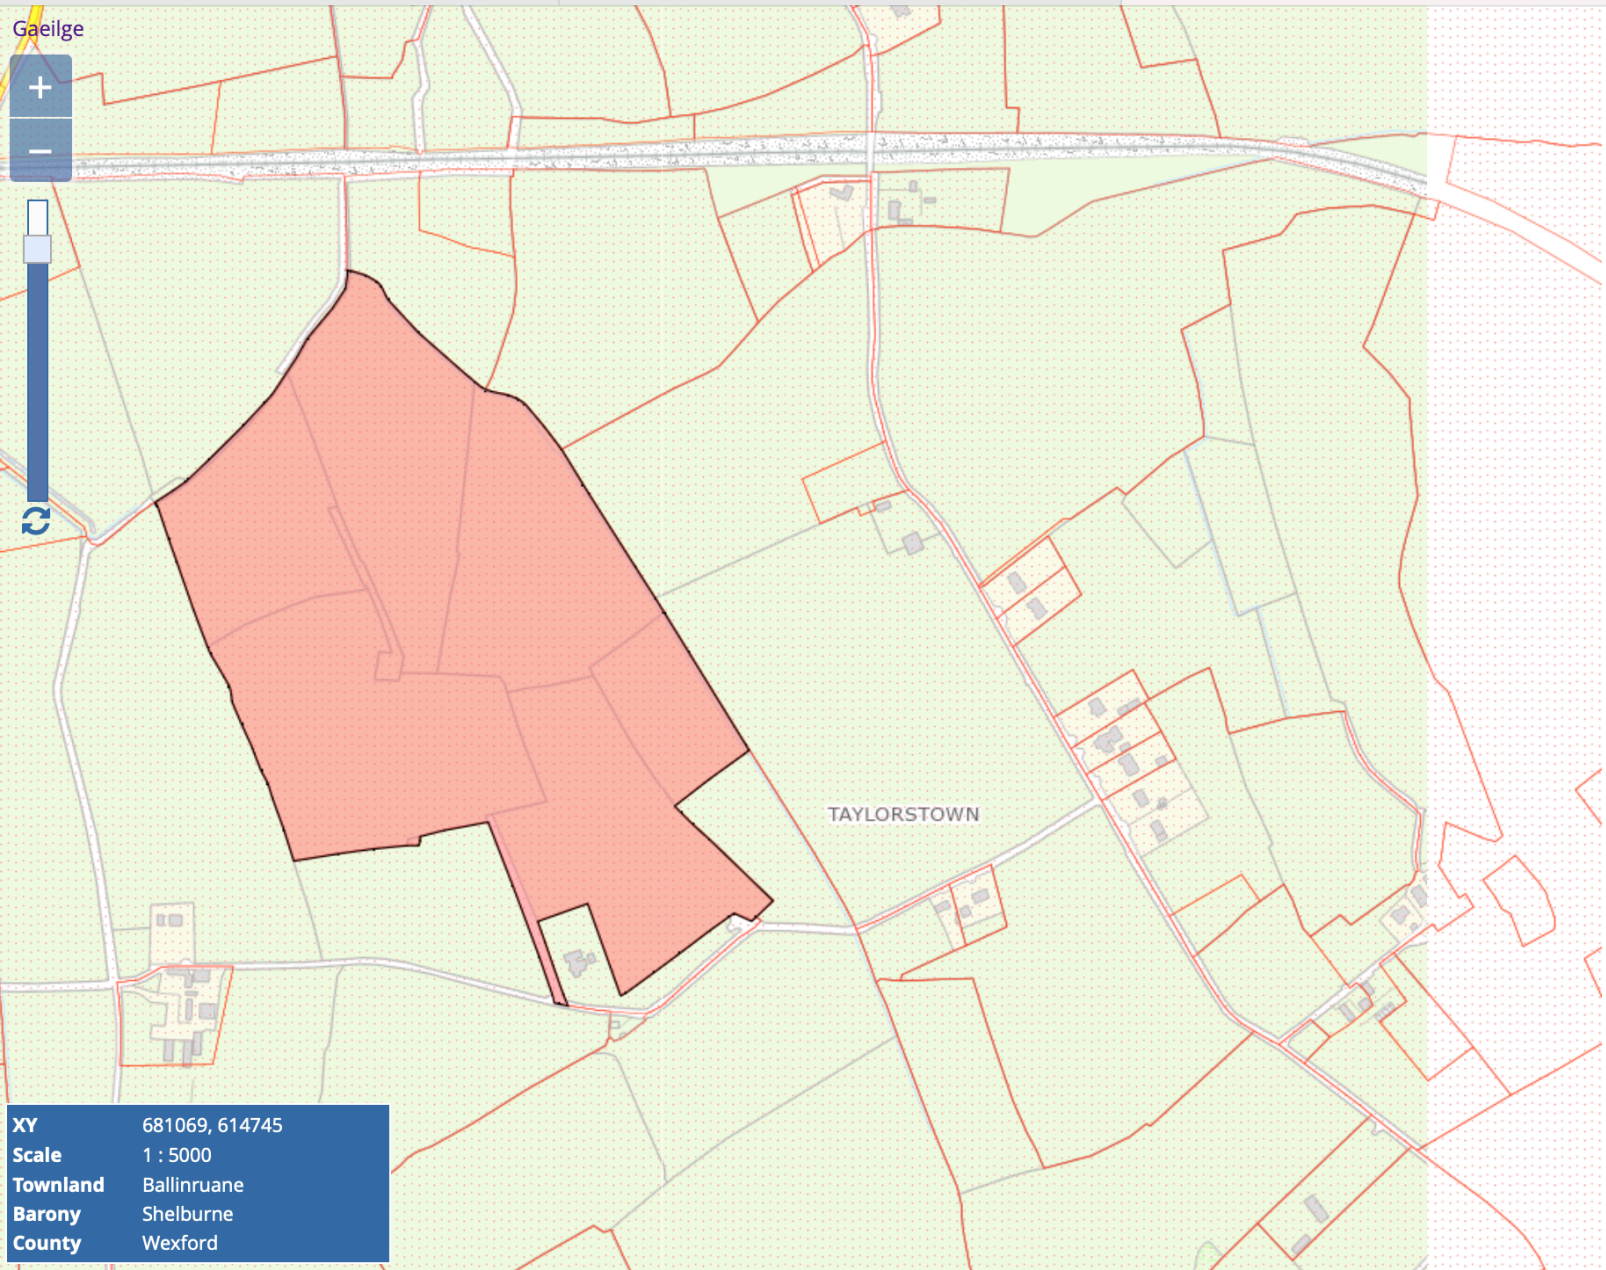 Gaeilge
+
−
TAYLORSTOWN
XY 681069, 614745
Scale 1 : 5000
Townland Ballinruane
Barony Shelburne
County Wexford